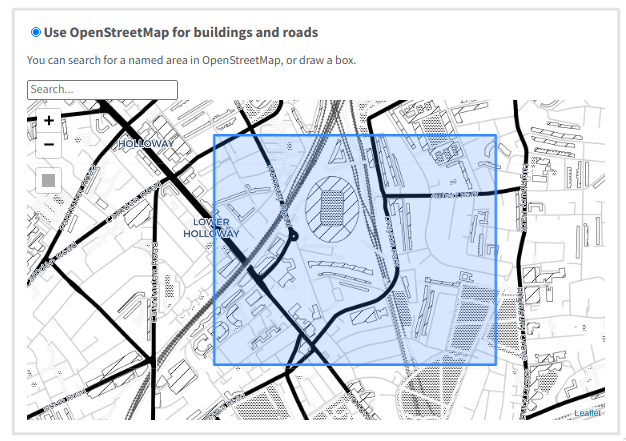 Use OpenStreetMap for buildings and roads
You can search for a named area in OpenStreetMap, or draw a box.
Search...
+
−
HOLLOWAY
LOWER
HOLLOWAY
Leaflet